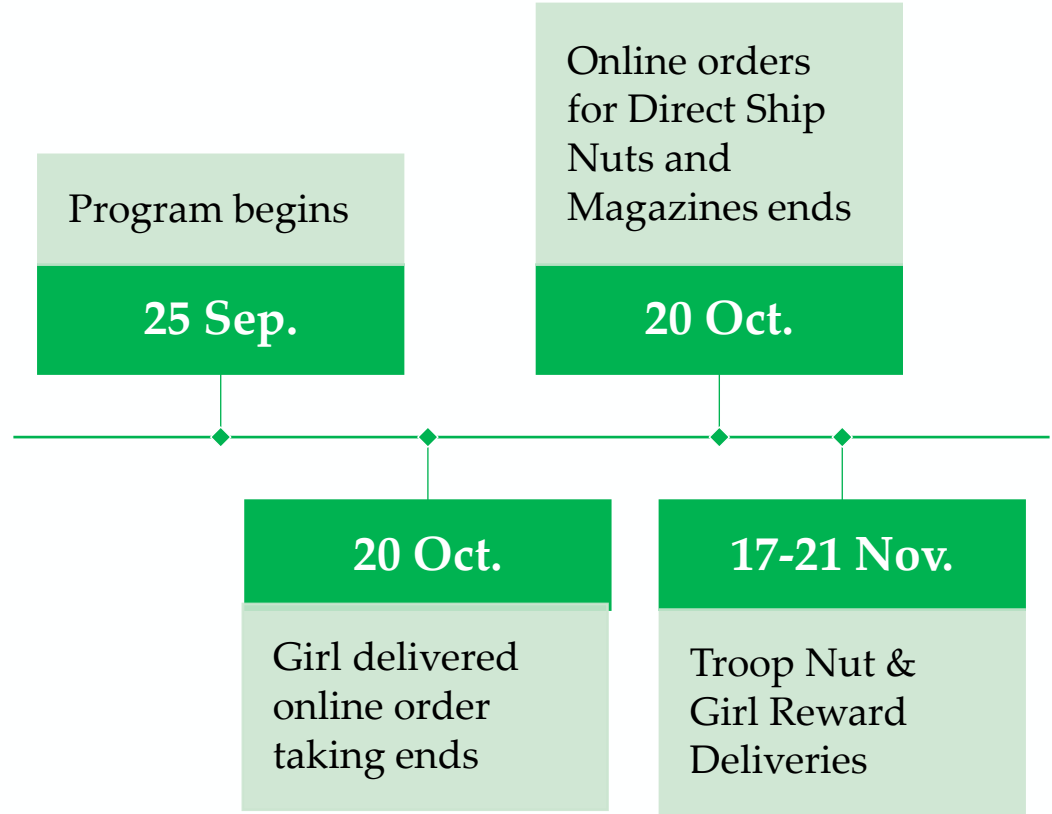 Program begins
25 Sep.
20 Oct.
Girl delivered
online order
taking ends
Online orders
for Direct Ship
Nuts and
Magazines ends
20 Oct.
17-21 Nov.
Troop Nut &
Girl Reward
Deliveries